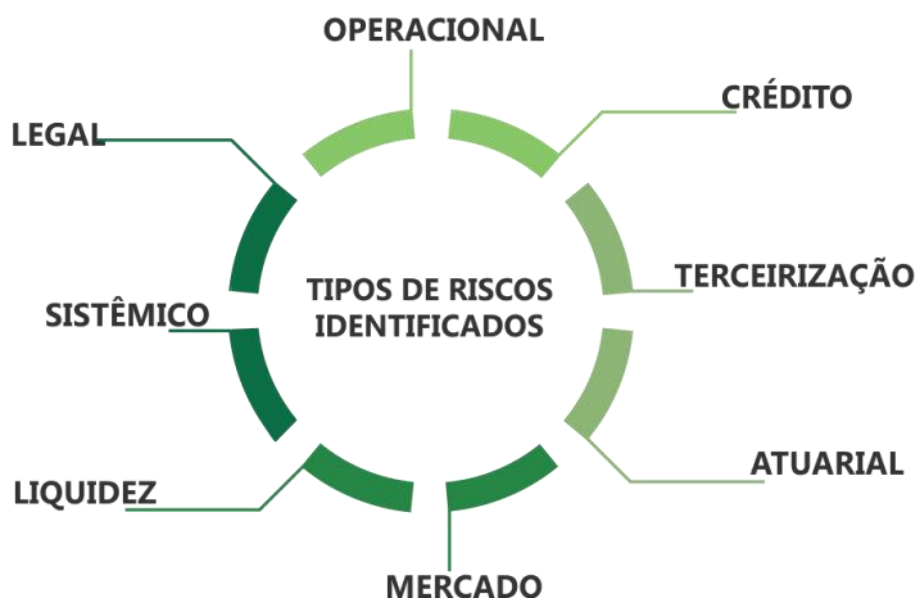 OPERACIONAL
CRÉDITO
LEGAL
TERCEIRIZAÇÃO
TIPOS DE RISCOS
IDENTIFICADOS
SISTÊMICO
ATUARIAL
LIQUIDEZ
MERCADO